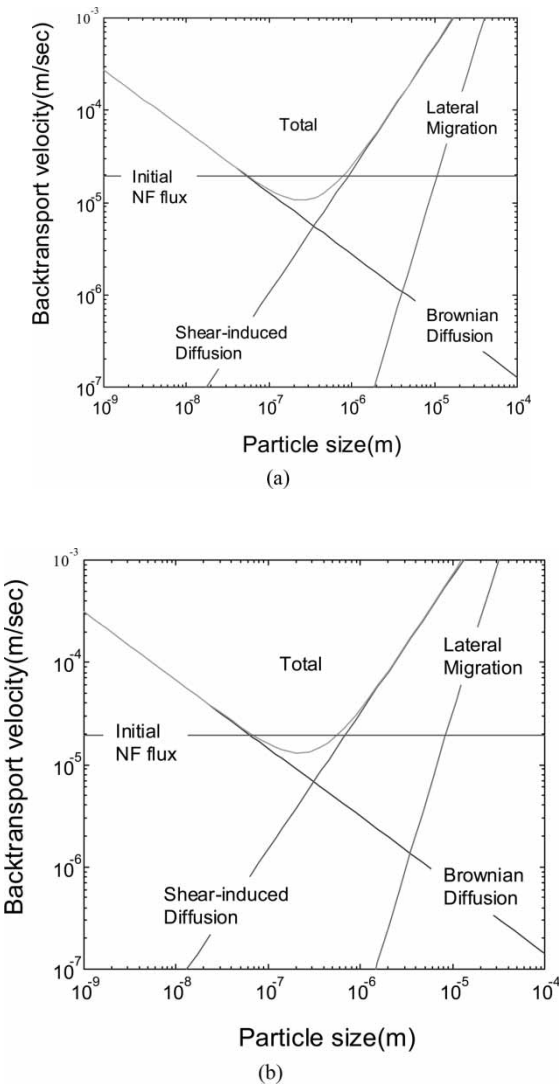 10^-3
10^-4
10^-5
10^-6
10^-7
Backtransport velocity(m/sec)
Total
Lateral
Migration
Initial
NF flux
Shear-induced
Diffusion
Brownian
Diffusion
10^-9
10^-8
10^-7
10^-6
10^-5
10^-4
Particle size(m)
(a)
10^-3
10^-4
10^-5
10^-6
10^-7
Backtransport velocity(m/sec)
Total
Lateral
Migration
Initial
NF flux
Shear-induced
Diffusion
Brownian
Diffusion
10^-9
10^-8
10^-7
10^-6
10^-5
10^-4
Particle size(m)
(b)